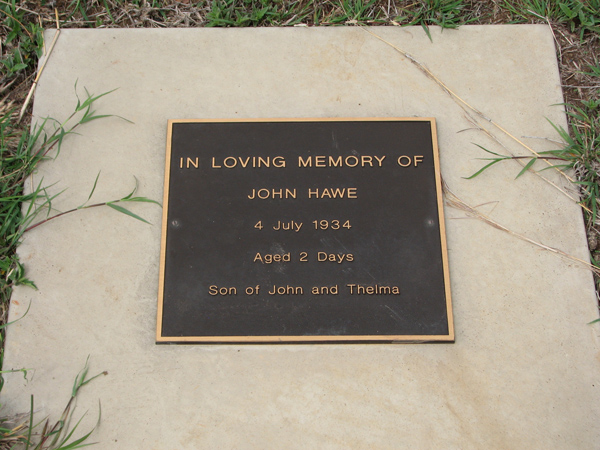 IN LOVING MEMORY OF
JOHN HAWE
4 July 1934
Aged 2 Days
Son of John and Thelma